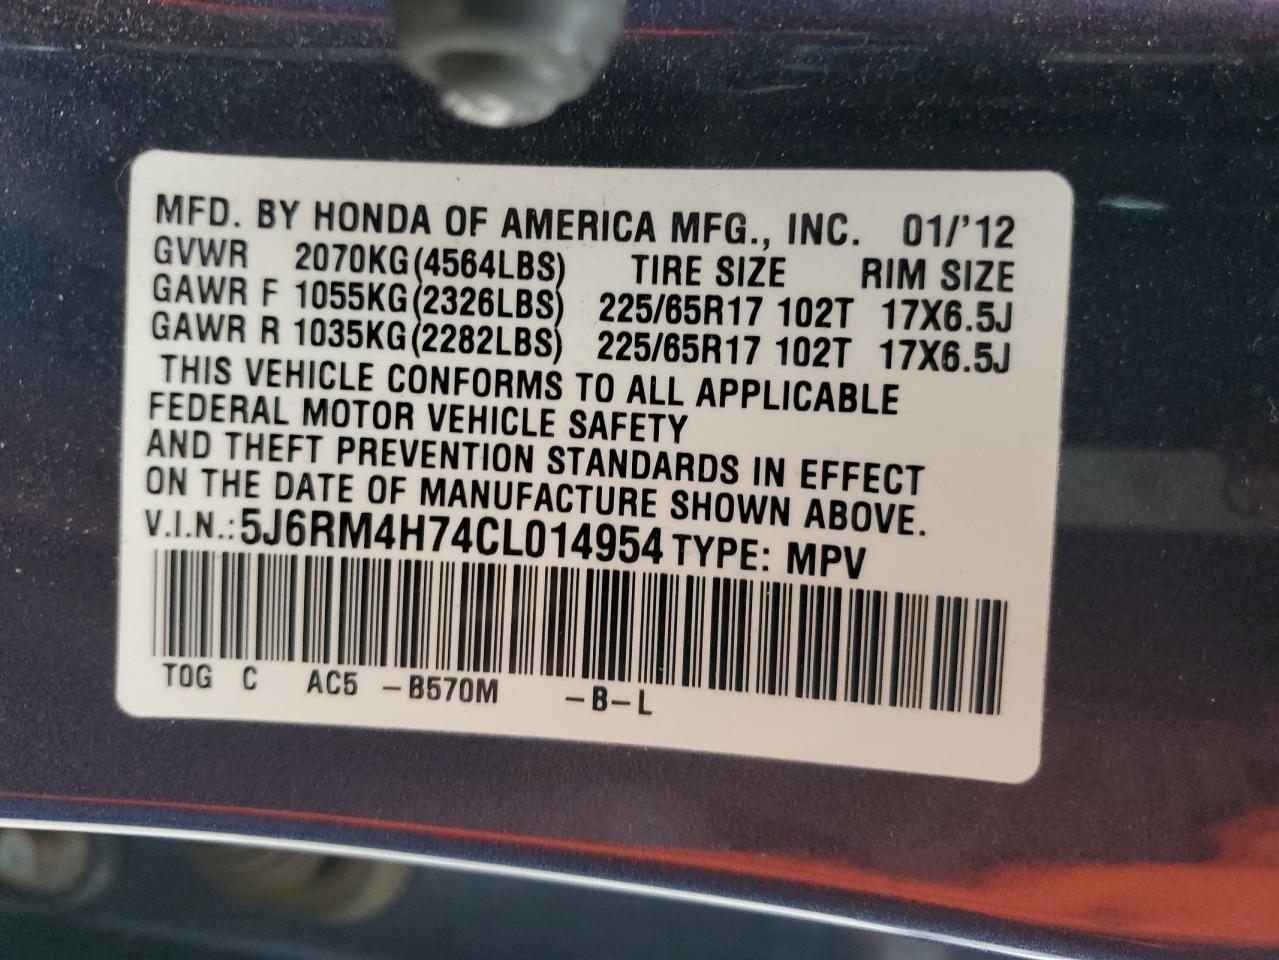 MFD. BY HONDA OF AMERICA MFG., INC. 01/'12
GVWR 2070KG(4564LBS) TIRE SIZE RIM SIZE
GAWR F 1055KG(2326LBS) 225/65R17 102T 17X6.5J
GAWR R 1035KG(2282LBS) 225/65R17 102T 17X6.5J
THIS VEHICLE CONFORMS TO ALL APPLICABLE
FEDERAL MOTOR VEHICLE SAFETY
AND THEFT PREVENTION STANDARDS IN EFFECT
ON THE DATE OF MANUFACTURE SHOWN ABOVE.
V.I.N.:5J6RM4H74CL014954 TYPE: MPV
TOG C AC5 -B570M -B-L